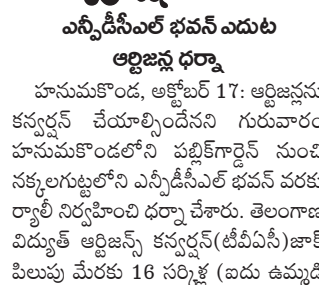 ఎన్పీడీసీఎల్ భవన్ ఎదుట
ఆర్టిజన్ల ధర్నా
హనుమకొండ, అక్టోబర్ 17: ఆర్టిజన్లను
కన్వర్షన్ చేయాల్సిందేనని గురువారం
హనుమకొండలోని పబ్లిక్‌గార్డెన్ నుంచి
నక్కలగుట్టలోని ఎన్పీడీసీఎల్ భవన్ వరకు
ర్యాలీ నిర్వహించి ధర్నా చేశారు. తెలంగాణ
విద్యుత్ ఆర్టిజన్స్ కన్వర్షన్(టీవీఏసీ)జాక్
పిలుపు మేరకు 16 సర్కిళ్ల (ఐదు ఉమ్మడి